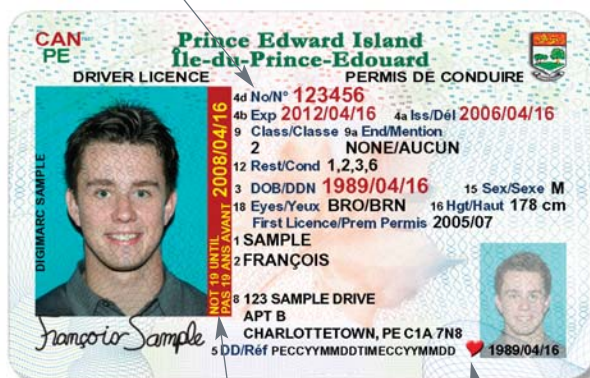 CAN
PE
Prince Edward Island
Île-du-Prince-Edouard
DRIVER LICENCE PERMIS DE CONDUIRE
4d No/N° 123456
4b Exp 2012/04/16 4a Iss/Dél 2006/04/16
9 Class/Classe 9a End/Mention
2 NONE/AUCUN
12 Rest/Cond 1,2,3,6
3 DOB/DDN 1989/04/16 15 Sex/Sexe M
18 Eyes/Yeux BRO/BRN 16 Hgt/Haut 178 cm
First Licence/Prem Permis 2005/07
1 SAMPLE
2 FRANÇOIS
8 123 SAMPLE DRIVE
APT B
CHARLOTTETOWN, PE C1A 7N8
5 DD/Réf PECCYYMMDDTIMECCYYMMDD
1989/04/16
DIGIMARC SAMPLE
NOT 19 UNTIL 2008/04/16
PAS 19 ANS AVANT
François Sample